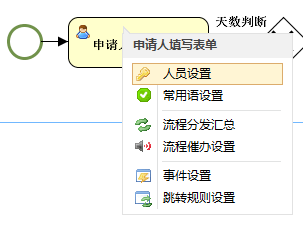 天数判断
申请人
申请人填写表单
人员设置
常用语设置
流程分发汇总
流程催办设置
事件设置
跳转规则设置